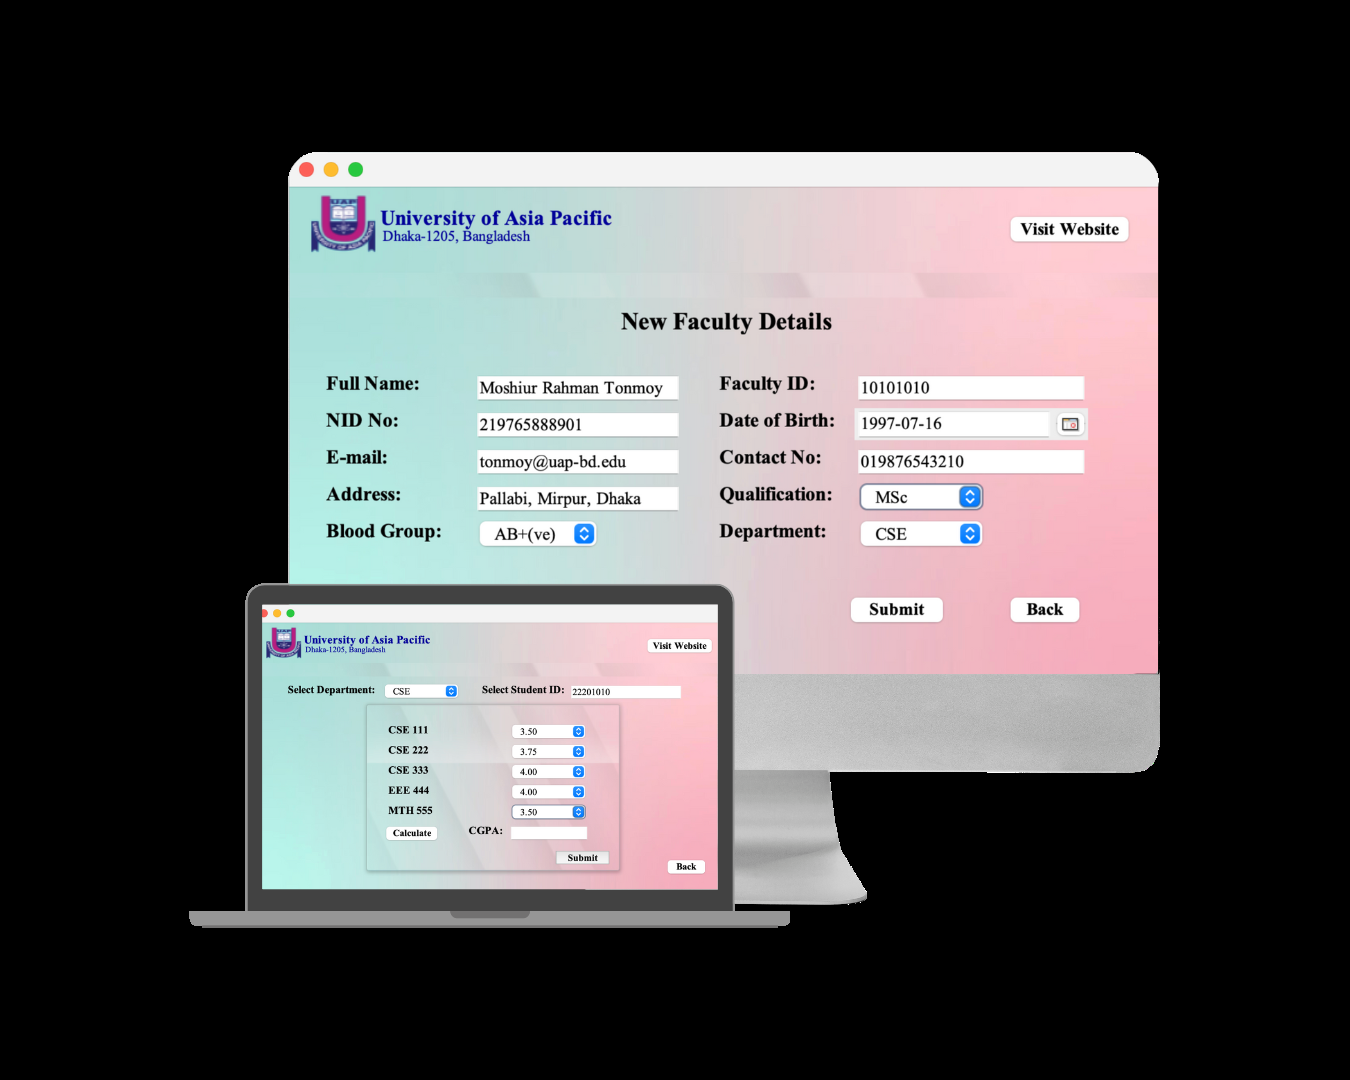 University of Asia Pacific
Dhaka-1205, Bangladesh
Visit Website
New Faculty Details
Full Name: Moshiur Rahman Tonmoy Faculty ID: 10101010
NID No: 219765888901 Date of Birth: 1997-07-16
E-mail: tonmoy@uap-bd.edu Contact No: 019876543210
Address: Pallabi, Mirpur, Dhaka Qualification: MSc
Blood Group: AB+(ve) Department: CSE
Submit Back
University of Asia Pacific
Dhaka-1205, Bangladesh
Visit Website
Select Department: CSE Select Student ID: 22201010
CSE 111 3.50
CSE 222 3.75
CSE 333 4.00
EEE 444 4.00
MTH 555 3.50
Calculate CGPA:
Submit
Back